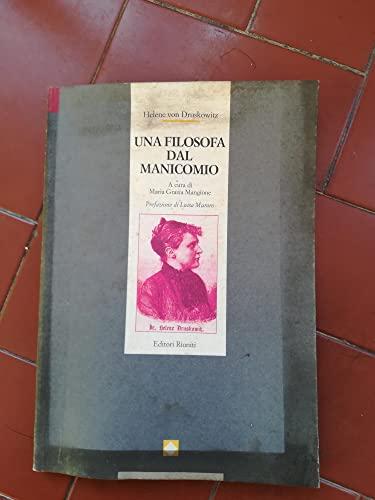 Helene von Druskowitz
UNA FILOSOFA
DAL
MANICOMIO
A cura di
Maria Grazia Mangione
Prefazione di Luisa Muraro
Dr. Helene Druskowitz.
Editori Riuniti